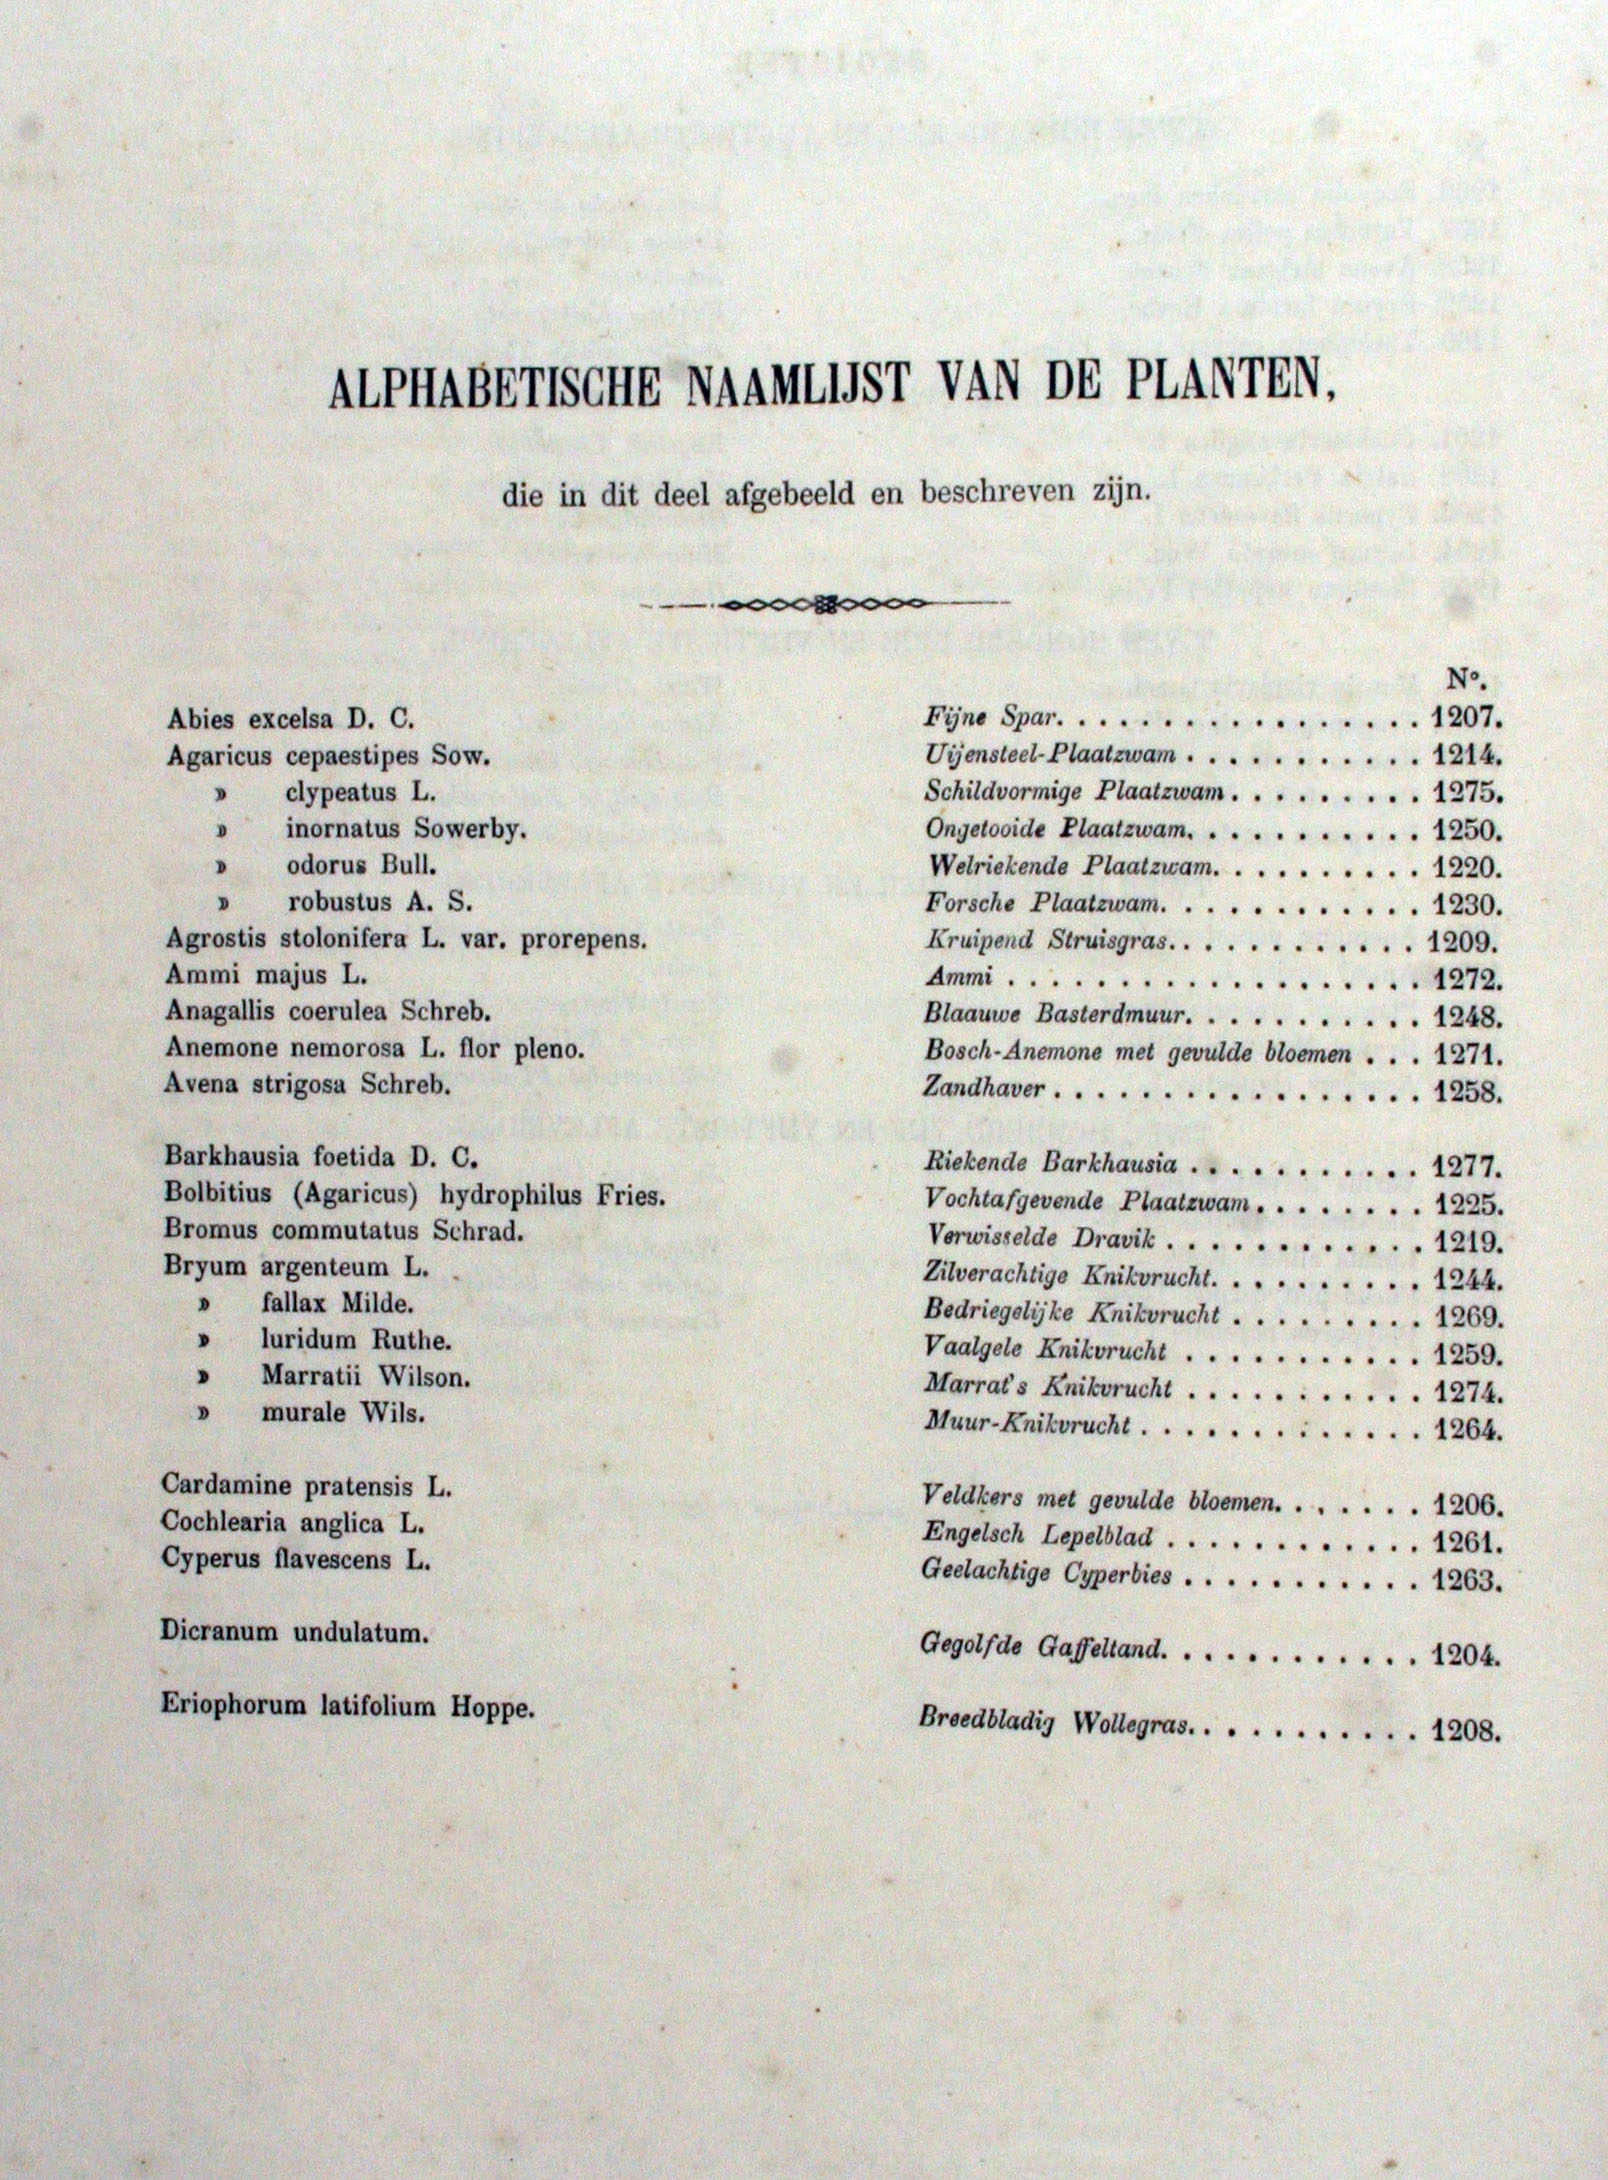 ALPHABETISCHE NAAMLIJST VAN DE PLANTEN,
die in dit deel afgebeeld en beschreven zijn.
No.
Abies excelsa D. C. Fijne Spar. . . . . . . . . . . . . . . . . 1207.
Agaricus cepaestipes Sow. Uijensteel-Plaatzwam . . . . . . . . . . . 1214.
» clypeatus L. Schildvormige Plaatzwam. . . . . . . . . 1275.
» inornatus Sowerby. Ongetooide Plaatzwam. . . . . . . . . . . 1250.
» odorus Bull. Welriekende Plaatzwam. . . . . . . . . . 1220.
» robustus A. S. Forsche Plaatzwam. . . . . . . . . . . . 1230.
Agrostis stolonifera L. var. prorepens. Kruipend Struisgras. . . . . . . . . . . . 1209.
Ammi majus L. Ammi . . . . . . . . . . . . . . . . . . . 1272.
Anagallis coerulea Schreb. Blaauwe Basterdmuur. . . . . . . . . . . 1248.
Anemone nemorosa L. flor pleno. Bosch-Anemone met gevulde bloemen . . . 1271.
Avena strigosa Schreb. Zandhaver . . . . . . . . . . . . . . . . . 1258.
Barkhausia foetida D. C. Riekende Barkhausia . . . . . . . . . . . 1277.
Bolbitius (Agaricus) hydrophilus Fries. Vochtafgevende Plaatzwam. . . . . . . . 1225.
Bromus commutatus Schrad. Verwisselde Dravik . . . . . . . . . . . . 1219.
Bryum argenteum L. Zilverachtige Knikvrucht. . . . . . . . . . 1244.
» fallax Milde. Bedriegelijke Knikvrucht . . . . . . . . . 1269.
» luridum Ruthe. Vaalgele Knikvrucht . . . . . . . . . . . 1259.
» Marratii Wilson. Marrat's Knikvrucht . . . . . . . . . . . 1274.
» murale Wils. Muur-Knikvrucht . . . . . . . . . . . . . 1264.
Cardamine pratensis L. Veldkers met gevulde bloemen. . . . . . . 1206.
Cochlearia anglica L. Engelsch Lepelblad . . . . . . . . . . . . 1261.
Cyperus flavescens L. Geelachtige Cyperbies . . . . . . . . . . . 1263.
Dicranum undulatum. Gegolfde Gaffeltand. . . . . . . . . . . . 1204.
Eriophorum latifolium Hoppe. Breedbladig Wollegras. . . . . . . . . . . 1208.